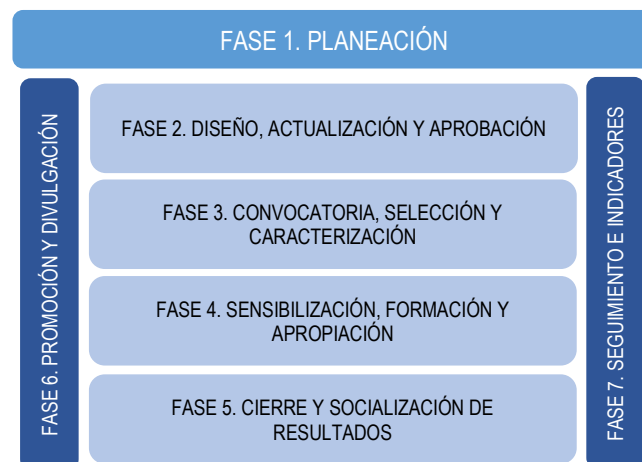 FASE 1. PLANEACIÓN
FASE 6. PROMOCIÓN Y DIVULGACIÓN
FASE 2. DISEÑO, ACTUALIZACIÓN Y APROBACIÓN
FASE 3. CONVOCATORIA, SELECCIÓN Y
CARACTERIZACIÓN
FASE 4. SENSIBILIZACIÓN, FORMACIÓN Y
APROPIACIÓN
FASE 5. CIERRE Y SOCIALIZACIÓN DE
RESULTADOS
FASE 7. SEGUIMIENTO E INDICADORES